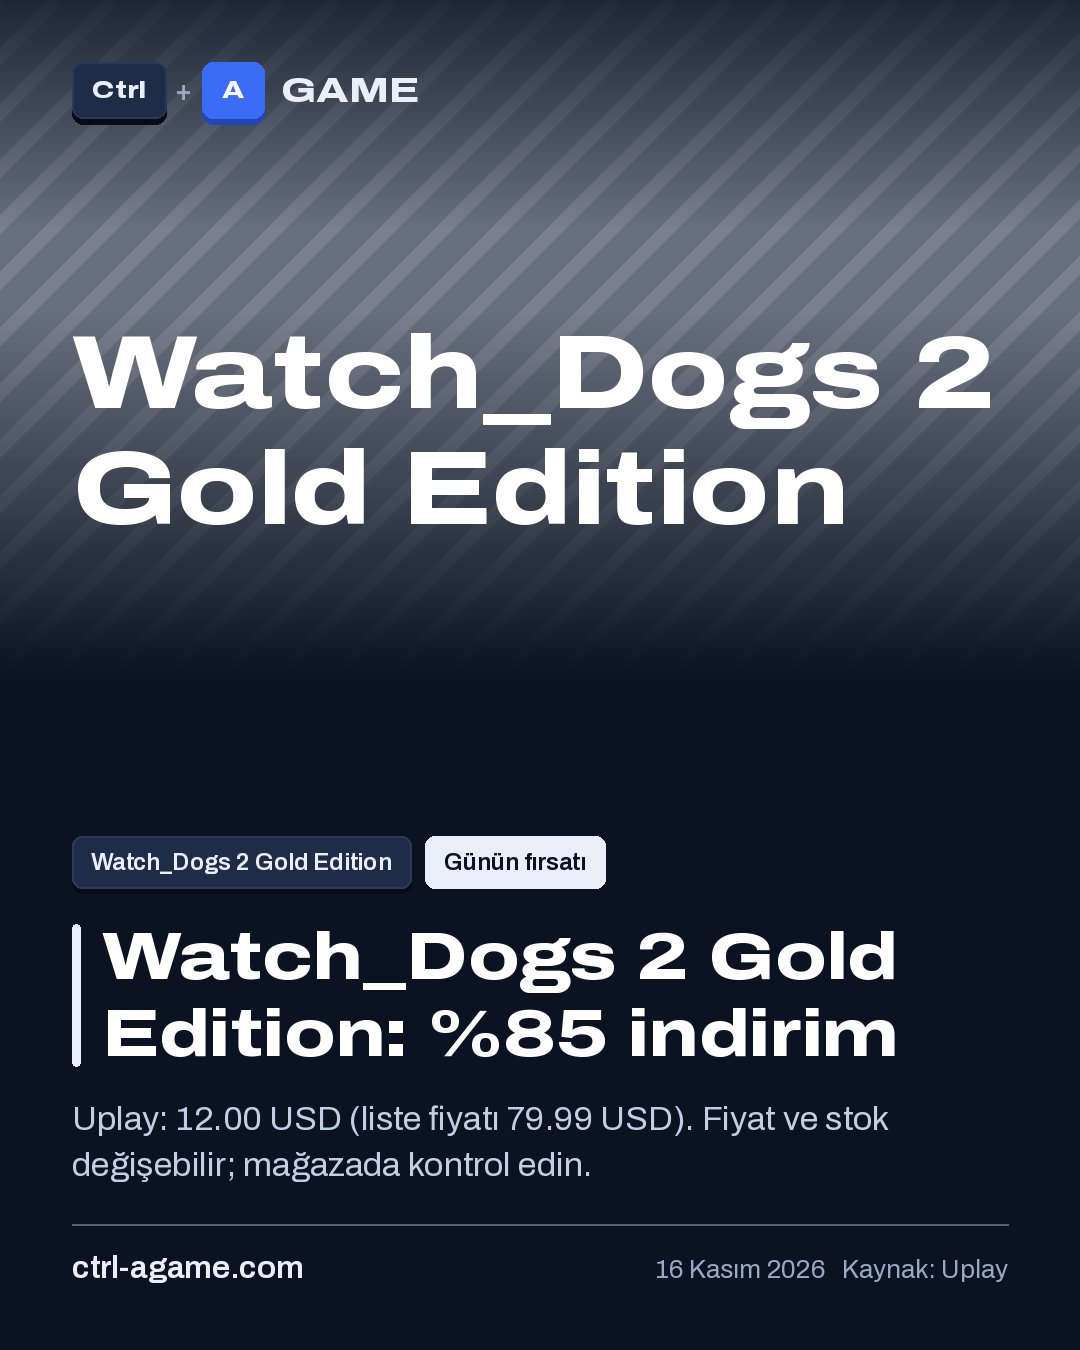 Ctrl + A GAME
Watch_Dogs 2
Gold Edition
Watch_Dogs 2 Gold Edition
Günün fırsatı
Watch_Dogs 2 Gold
Edition: %85 indirim
Uplay: 12.00 USD (liste fiyatı 79.99 USD). Fiyat ve stok
değişebilir; mağazada kontrol edin.
ctrl-agame.com
16 Kasım 2026 Kaynak: Uplay